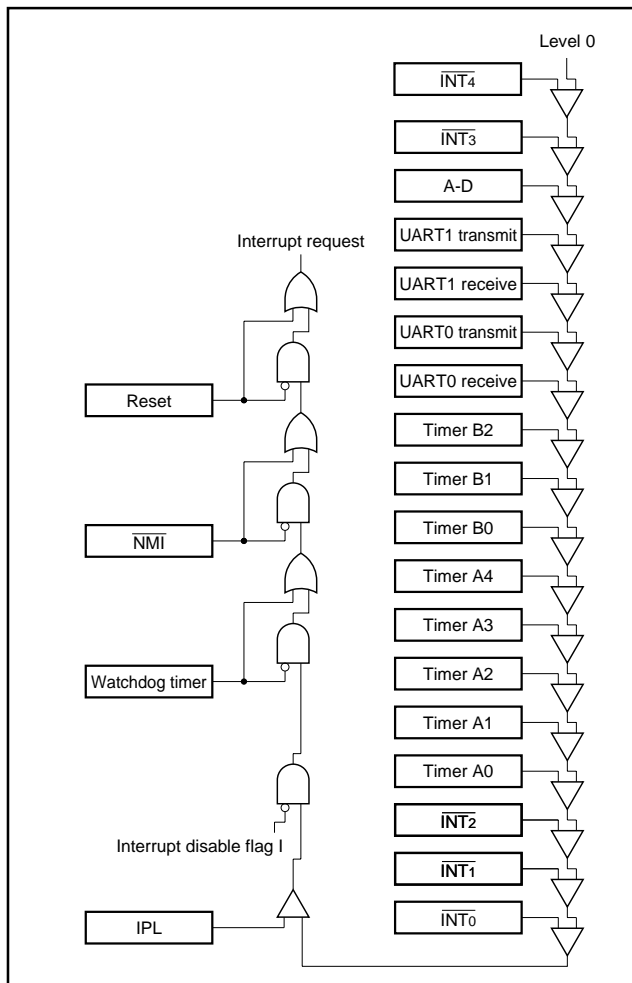 Level 0
INT4
INT3
A-D
UART1 transmit
UART1 receive
UART0 transmit
UART0 receive
Timer B2
Timer B1
Timer B0
Timer A4
Timer A3
Timer A2
Timer A1
Timer A0
INT2
INT1
INT0
Interrupt request
Reset
NMI
Watchdog timer
Interrupt disable flag I
IPL